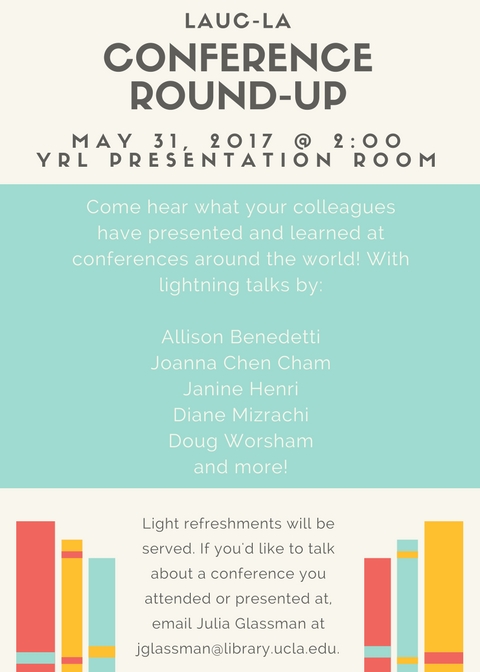 LAUC-LA
CONFERENCE
ROUND-UP
MAY 31, 2017 @ 2:00
YRL PRESENTATION ROOM
Come hear what your colleagues
have presented and learned at
conferences around the world! With
lightning talks by:
Allison Benedetti
Joanna Chen Cham
Janine Henri
Diane Mizrachi
Doug Worsham
and more!
Light refreshments will be
served. If you'd like to talk
about a conference you
attended or presented at,
email Julia Glassman at
jglassman@library.ucla.edu.